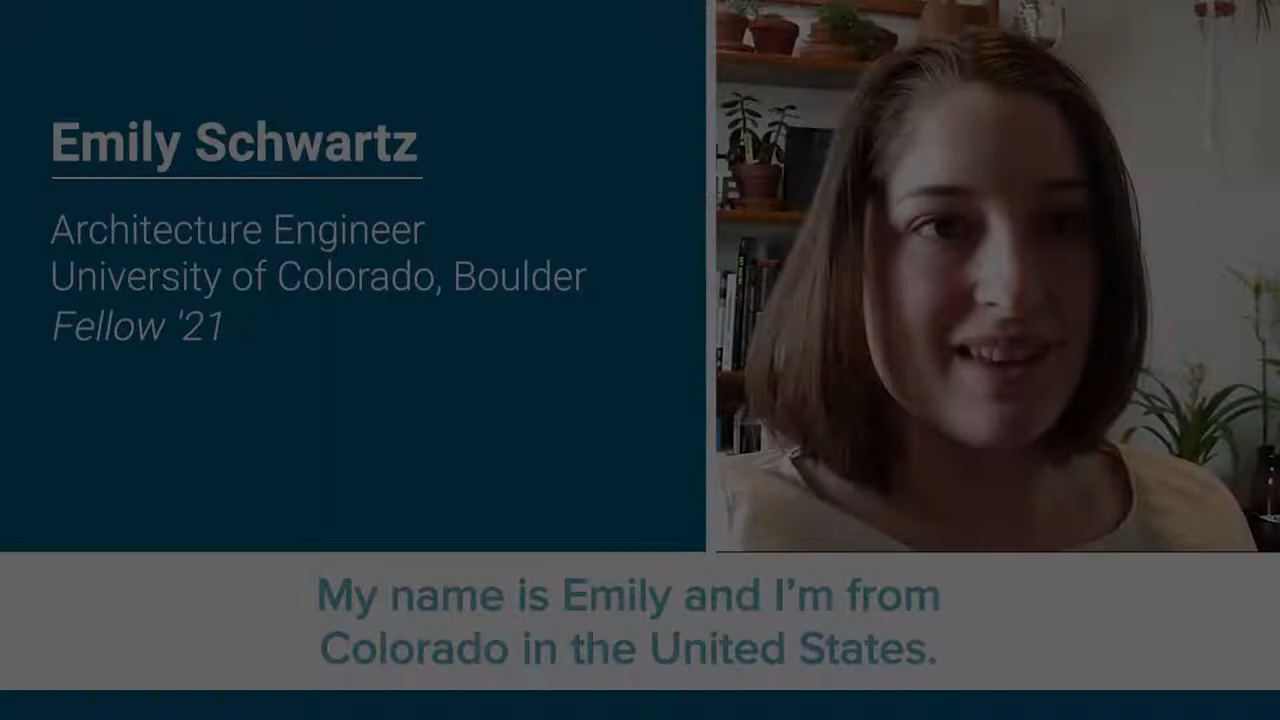 Emily Schwartz
Architecture Engineer
University of Colorado, Boulder
Fellow '21
My name is Emily and I’m from
Colorado in the United States.